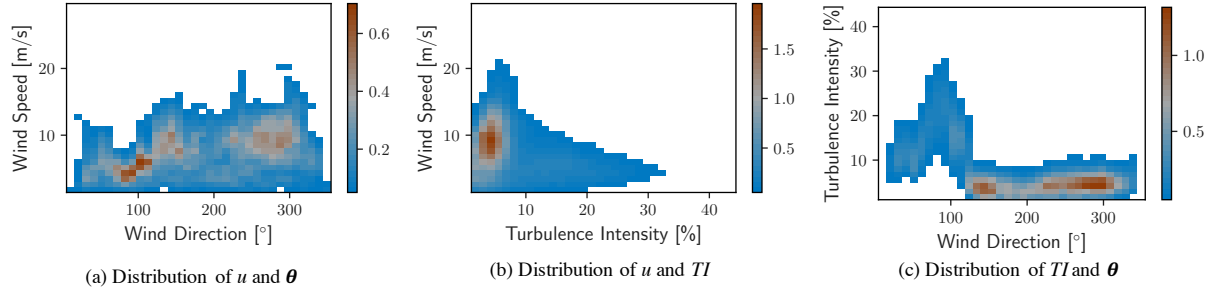 Wind Speed [m/s]
20
10
100
200
300
Wind Direction [°]
0.6
0.4
0.2
(a) Distribution of u and θ
Wind Speed [m/s]
20
10
10
20
30
40
Turbulence Intensity [%]
1.5
1.0
0.5
(b) Distribution of u and TI
Turbulence Intensity [%]
40
30
20
10
100
200
300
Wind Direction [°]
1.0
0.5
(c) Distribution of TI and θ